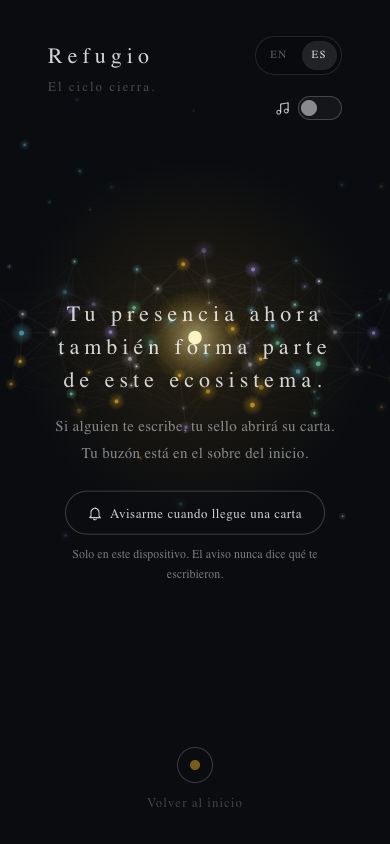 Refugio
EN
ES
El ciclo cierra.
Tu presencia ahora
también forma parte
de este ecosistema.
Si alguien te escribe, tu sello abrirá su carta.
Tu buzón está en el sobre del inicio.
Avisarme cuando llegue una carta
Solo en este dispositivo. El aviso nunca dice qué te
escribieron.
Volver al inicio